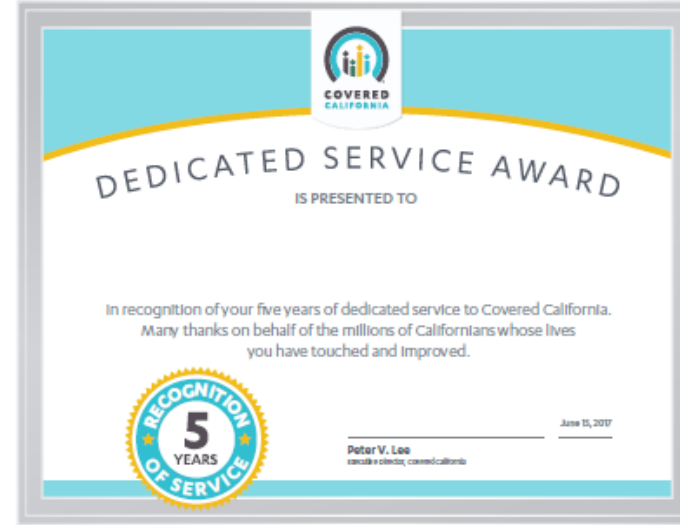 COVERED
CALIFORNIA
DEDICATED SERVICE AWARD
IS PRESENTED TO
In recognition of your five years of dedicated service to Covered California.
Many thanks on behalf of the millions of Californians whose lives
you have touched and improved.
RECOGNITION
5
YEARS
OF SERVICE
June 15, 2017
Peter V. Lee
executive director, covered california